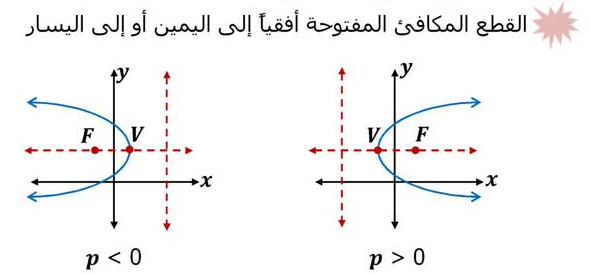 القطع المكافئ المفتوحة أفقياً إلى اليمين أو إلى اليسار
y
y
F V
V F
x
x
p < 0
p > 0